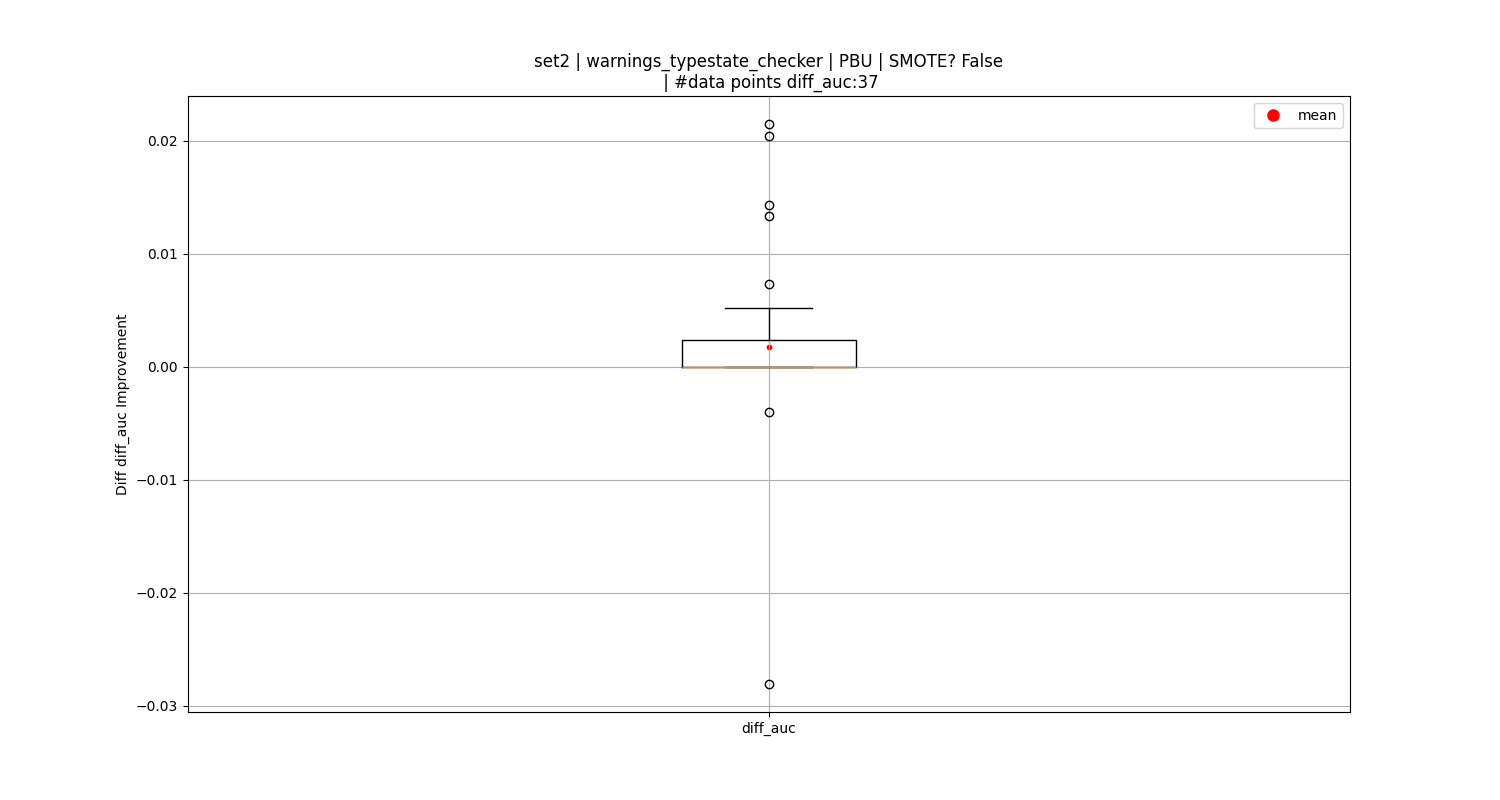 set2 | warnings_typestate_checker | PBU | SMOTE? False
| #data points diff_auc:37
mean
0.02
0.01
0.00
−0.01
−0.02
−0.03
Diff diff_auc Improvement
diff_auc